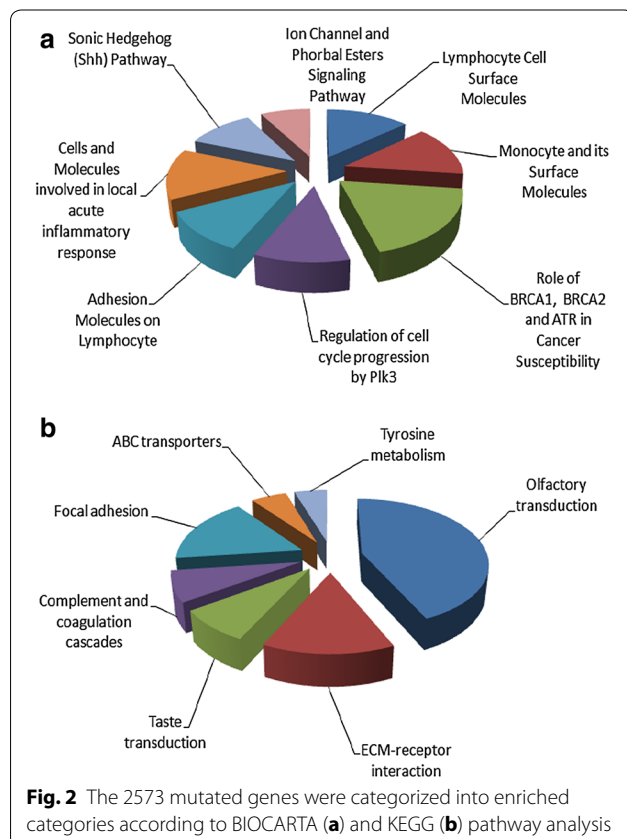 a
Sonic Hedgehog
(Shh) Pathway
Ion Channel and
Phorbal Esters
Signaling
Pathway
Lymphocyte Cell
Surface
Molecules
Cells and
Molecules
involved in local
acute
inflammatory
response
Monocyte and its
Surface
Molecules
Adhesion
Molecules on
Lymphocyte
Regulation of cell
cycle progression
by Plk3
Role of
BRCA1, BRCA2
and ATR in
Cancer
Susceptibility
b
ABC transporters
Tyrosine
metabolism
Olfactory
transduction
Focal adhesion
Complement and
coagulation
cascades
Taste
transduction
ECM-receptor
interaction
Fig. 2 The 2573 mutated genes were categorized into enriched
categories according to BIOCARTA (a) and KEGG (b) pathway analysis